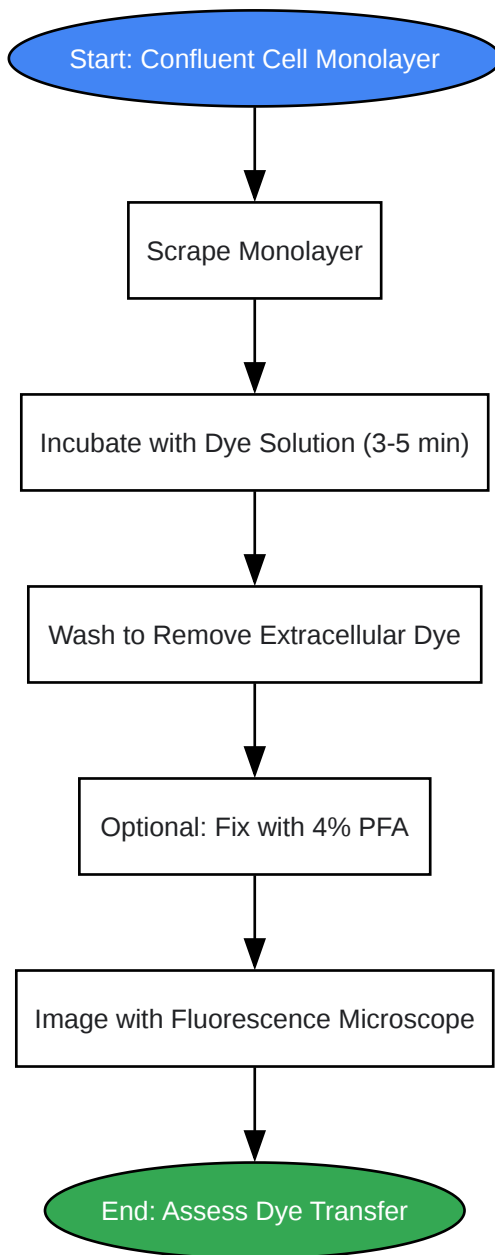 Start: Confluent Cell Monolayer
Scrape Monolayer
Incubate with Dye Solution (3-5 min)
Wash to Remove Extracellular Dye
Optional: Fix with 4% PFA
Image with Fluorescence Microscope
End: Assess Dye Transfer